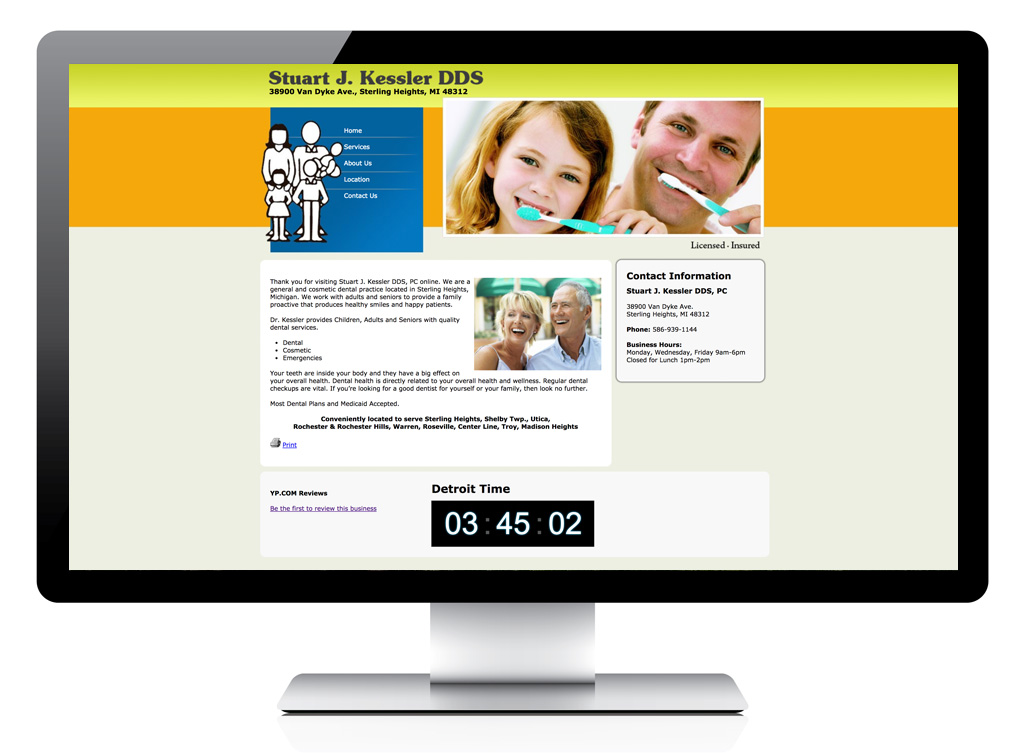 Stuart J. Kessler DDS
38900 Van Dyke Ave., Sterling Heights, MI 48312
Home
Services
About Us
Location
Contact Us
Licensed - Insured
Thank you for visiting Stuart J. Kessler DDS, PC online. We are a
general and cosmetic dental practice located in Sterling Heights,
Michigan. We work with adults and seniors to provide a family
proactive that produces healthy smiles and happy patients.
Dr. Kessler provides Children, Adults and Seniors with quality
dental services.
• Dental
• Cosmetic
• Emergencies
Your teeth are inside your body and they have a big effect on
your overall health. Dental health is directly related to your overall health and wellness. Regular dental
checkups are vital. If you're looking for a good dentist for yourself or your family, then look no further.
Most Dental Plans and Medicaid Accepted.
Conveniently located to serve Sterling Heights, Shelby Twp., Utica,
Rochester & Rochester Hills, Warren, Roseville, Center Line, Troy, Madison Heights
Print
Contact Information
Stuart J. Kessler DDS, PC
38900 Van Dyke Ave.
Sterling Heights, MI 48312
Phone: 586-939-1144
Business Hours:
Monday, Wednesday, Friday 9am-6pm
Closed for Lunch 1pm-2pm
YP.COM Reviews
Be the first to review this business
Detroit Time
03:45:02